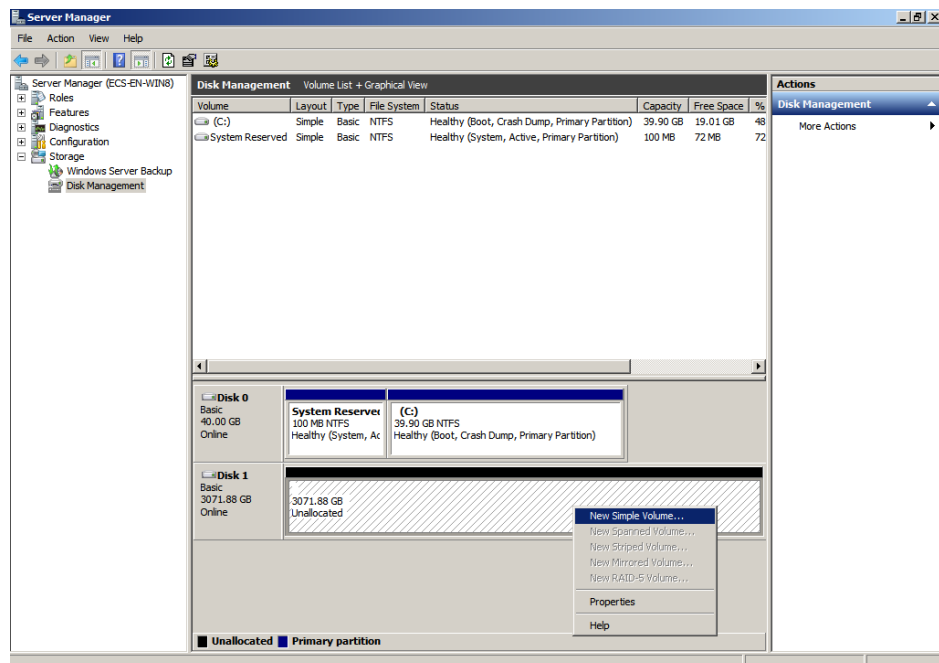 Server Manager
File Action View Help
Server Manager (ECS-EN-WIN8)
Roles
Features
Diagnostics
Configuration
Storage
Windows Server Backup
Disk Management
Disk Management Volume List + Graphical View
Volume Layout Type File System Status Capacity Free Space %
(C:) Simple Basic NTFS Healthy (Boot, Crash Dump, Primary Partition) 39.90 GB 19.01 GB 48
System Reserved Simple Basic NTFS Healthy (System, Active, Primary Partition) 100 MB 72 MB 72
Disk 0
Basic
40.00 GB
Online
System Reserve
100 MB NTFS
Healthy (System, Ac
(C:)
39.90 GB NTFS
Healthy (Boot, Crash Dump, Primary Partition)
Disk 1
Basic
3071.88 GB
Online
3071.88 GB
Unallocated
New Simple Volume...
New Spanned Volume...
New Striped Volume...
New Mirrored Volume...
New RAID-5 Volume...
Properties
Help
Unallocated Primary partition
Actions
Disk Management
More Actions